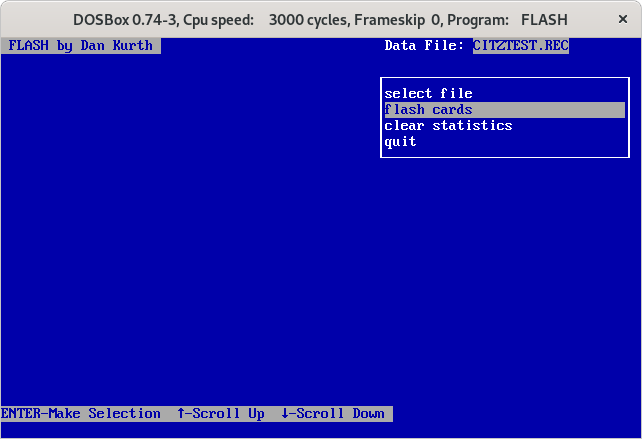 DOSBox 0.74-3, Cpu speed: 3000 cycles, Frameskip 0, Program: FLASH ×
FLASH by Dan Kurth Data File: CITZTEST.REC
select file
flash cards
clear statistics
quit
ENTER-Make Selection ↑-Scroll Up ↓-Scroll Down